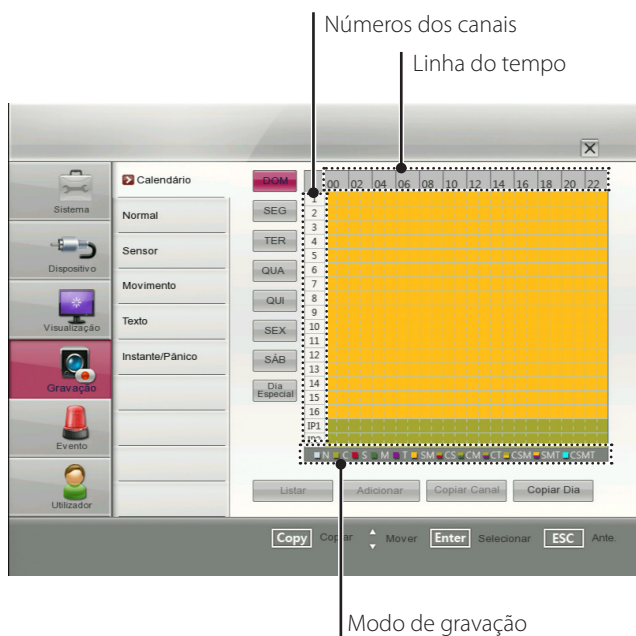 Números dos canais
Linha do tempo
Calendário
Normal
Sensor
Movimento
Texto
Instante/Pânico
Sistema
Dispositivo
Visualização
Gravação
Evento
Utilizador
DOM
SEG
TER
QUA
QUI
SEX
SÁB
Dia
Especial
00 02 04 06 08 10 12 14 16 18 20 22
1
2
3
4
5
6
7
8
9
10
11
12
13
14
15
16
IP1
N C S M T SM CS CM CT CSM SMT CSMT
Listar Adicionar Copiar Canal Copiar Dia
Copy Copiar Mover Enter Selecionar ESC Ante.
Modo de gravação